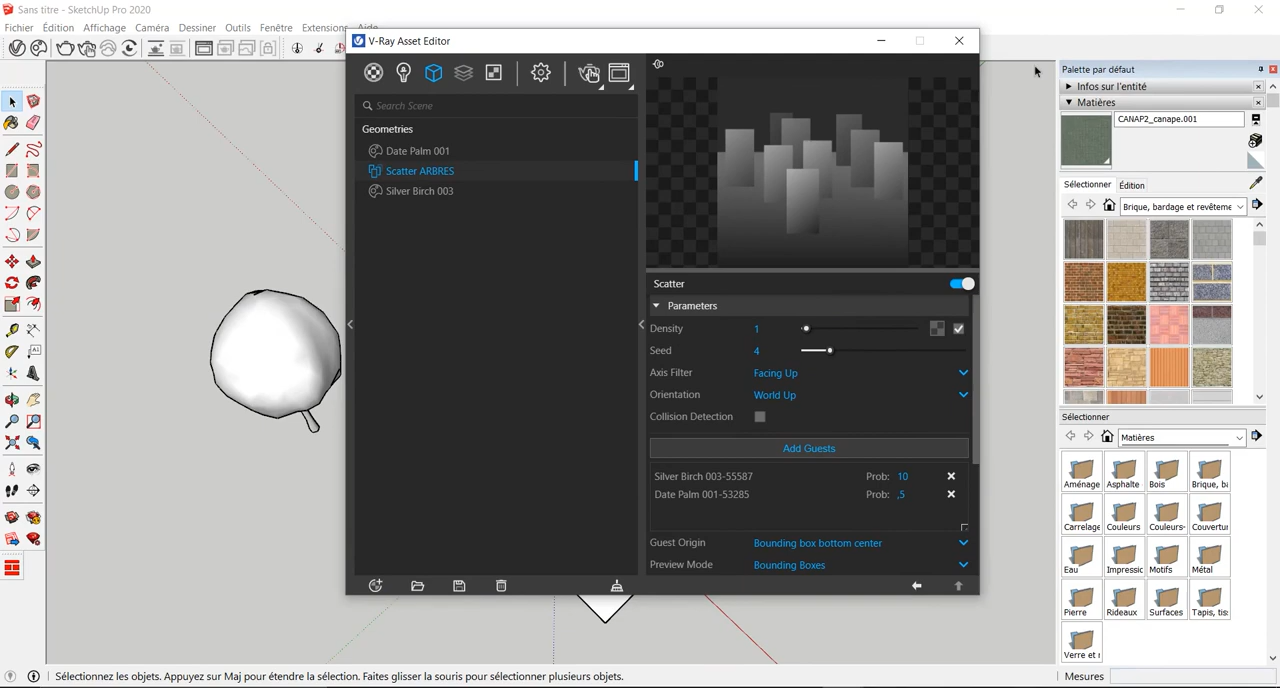 Sans titre - SketchUp Pro 2020
Fichier Édition Affichage Caméra Dessiner Outils Fenêtre Extensions Aide
V-Ray Asset Editor
Search Scene
Geometries
Date Palm 001
Scatter ARBRES
Silver Birch 003
Scatter
Parameters
Density 1
Seed 4
Axis Filter Facing Up
Orientation World Up
Collision Detection
Add Guests
Silver Birch 003-55587 Prob: 10
Date Palm 001-53285 Prob: ,5
Guest Origin Bounding box bottom center
Preview Mode Bounding Boxes
Palette par défaut
Infos sur l'entité
Matières
CANAP2_canape.001
Sélectionner Édition
Brique, bardage et revêteme
Sélectionner
Matières
Aménage Asphalte Bois Brique, ba
Carrelage Couleurs Couleurs- Couvertur
Eau Impressic Motifs Métal
Pierre Rideaux Surfaces Tapis, tis
Verre et r
Sélectionnez les objets. Appuyez sur Maj pour étendre la sélection. Faites glisser la souris pour sélectionner plusieurs objets.
Mesures